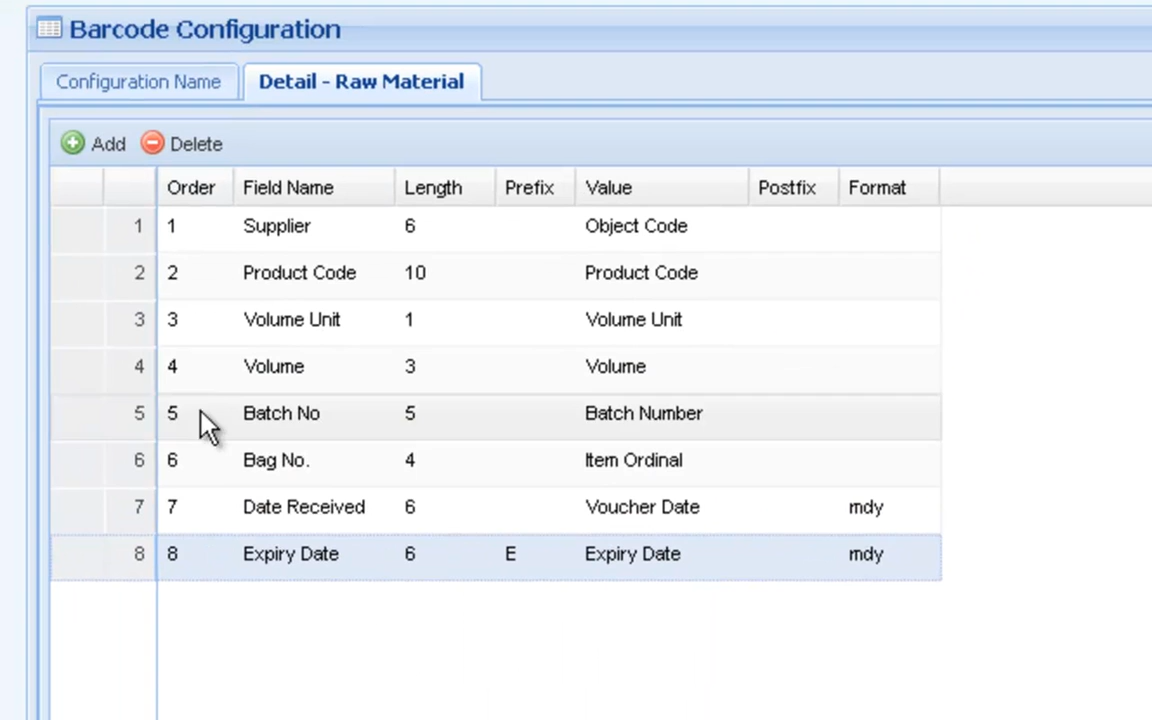 Barcode Configuration
Configuration Name Detail - Raw Material
Add Delete
Order Field Name Length Prefix Value Postfix Format
1 1 Supplier 6 Object Code
2 2 Product Code 10 Product Code
3 3 Volume Unit 1 Volume Unit
4 4 Volume 3 Volume
5 5 Batch No 5 Batch Number
6 6 Bag No. 4 Item Ordinal
7 7 Date Received 6 Voucher Date mdy
8 8 Expiry Date 6 E Expiry Date mdy